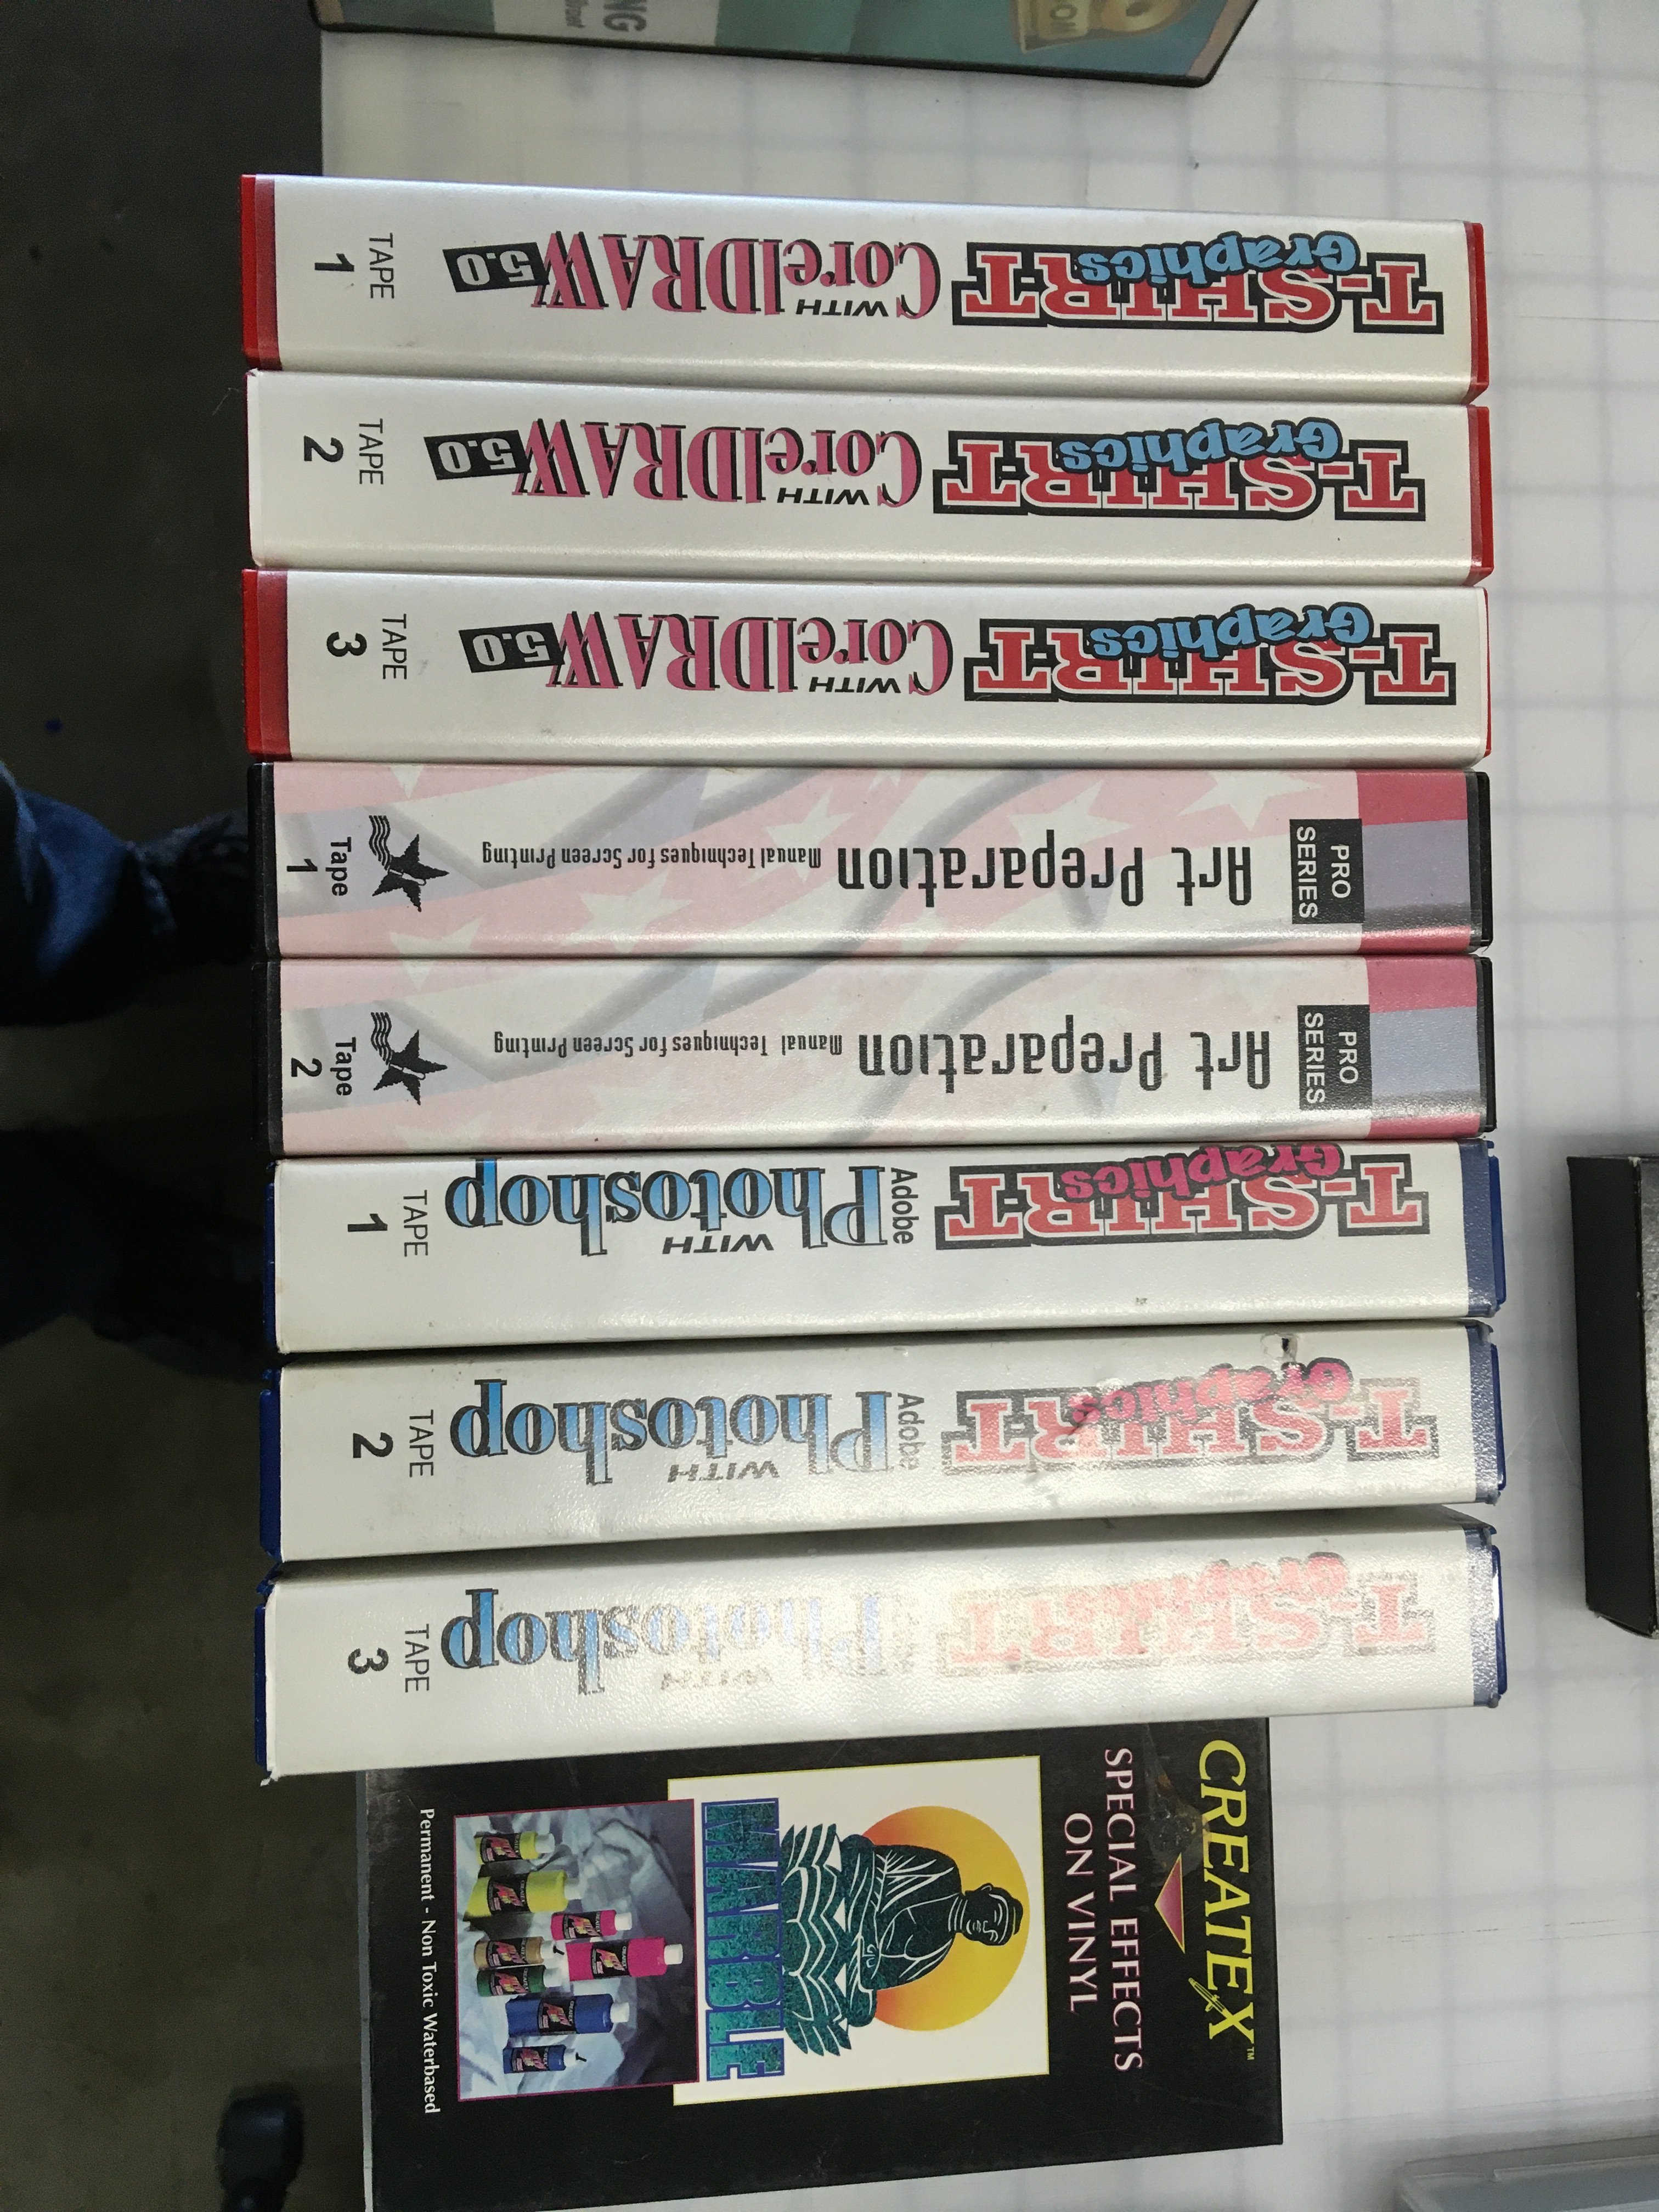 NG
T-SHIRT
Graphics
WITH
CorelDRAW
5.0
TAPE
1
T-SHIRT
Graphics
WITH
CorelDRAW
5.0
TAPE
2
T-SHIRT
Graphics
WITH
CorelDRAW
5.0
TAPE
3
PRO
SERIES
Art Preparation
Manual Techniques for Screen Printing
Tape
1
PRO
SERIES
Art Preparation
Manual Techniques for Screen Printing
Tape
2
T-SHIRT
Graphics
WITH
Adobe
Photoshop
TAPE
1
T-SHIRT
Graphics
WITH
Adobe
Photoshop
TAPE
2
T-SHIRT
Graphics
WITH
Photoshop
TAPE
3
CREATEX™
SPECIAL EFFECTS
ON VINYL
MARBLE
Permanent - Non Toxic Waterbased